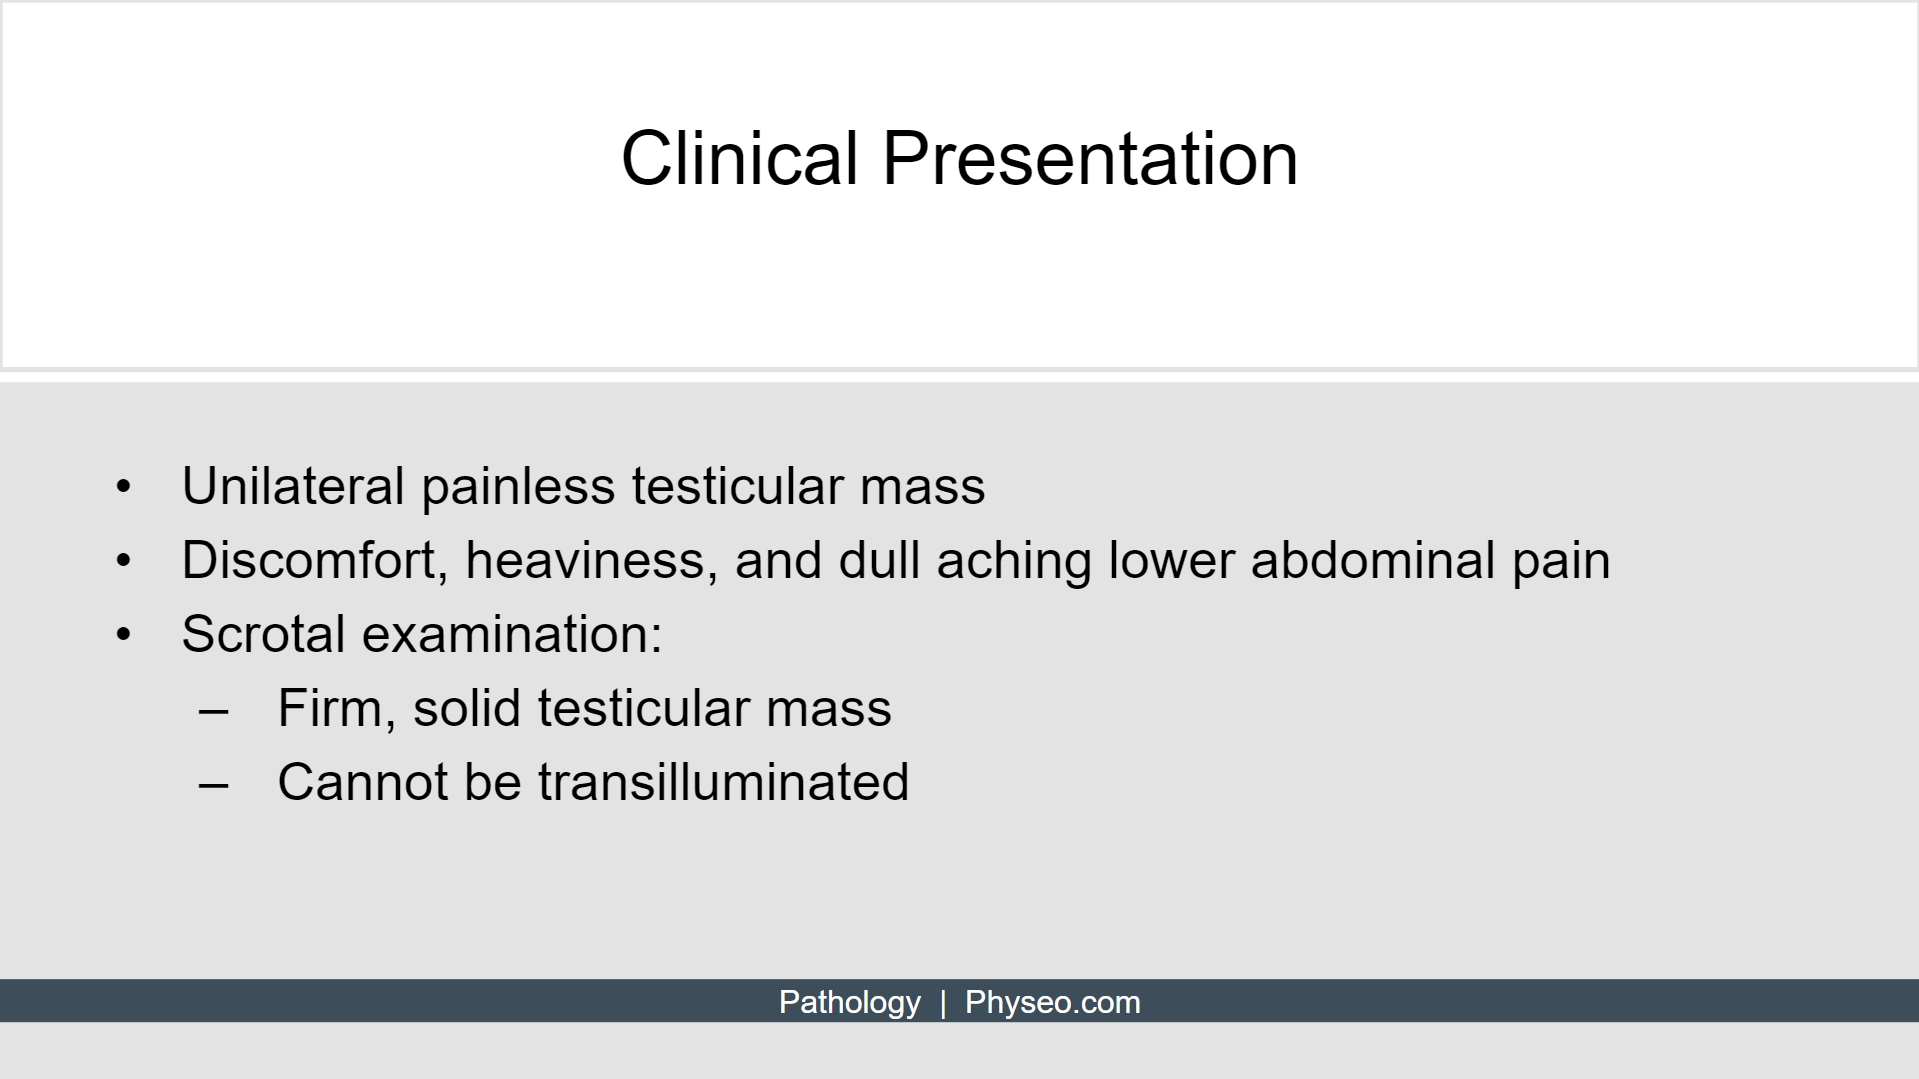 Clinical Presentation
• Unilateral painless testicular mass
• Discomfort, heaviness, and dull aching lower abdominal pain
• Scrotal examination:
– Firm, solid testicular mass
– Cannot be transilluminated
Pathology | Physeo.com